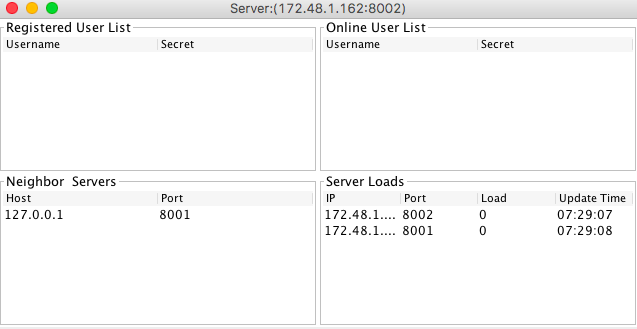 Server:(172.48.1.162:8002)
Registered User List
Username Secret
Online User List
Username Secret
Neighbor Servers
Host Port
127.0.0.1 8001
Server Loads
IP Port Load Update Time
172.48.1.... 8002 0 07:29:07
172.48.1.... 8001 0 07:29:08